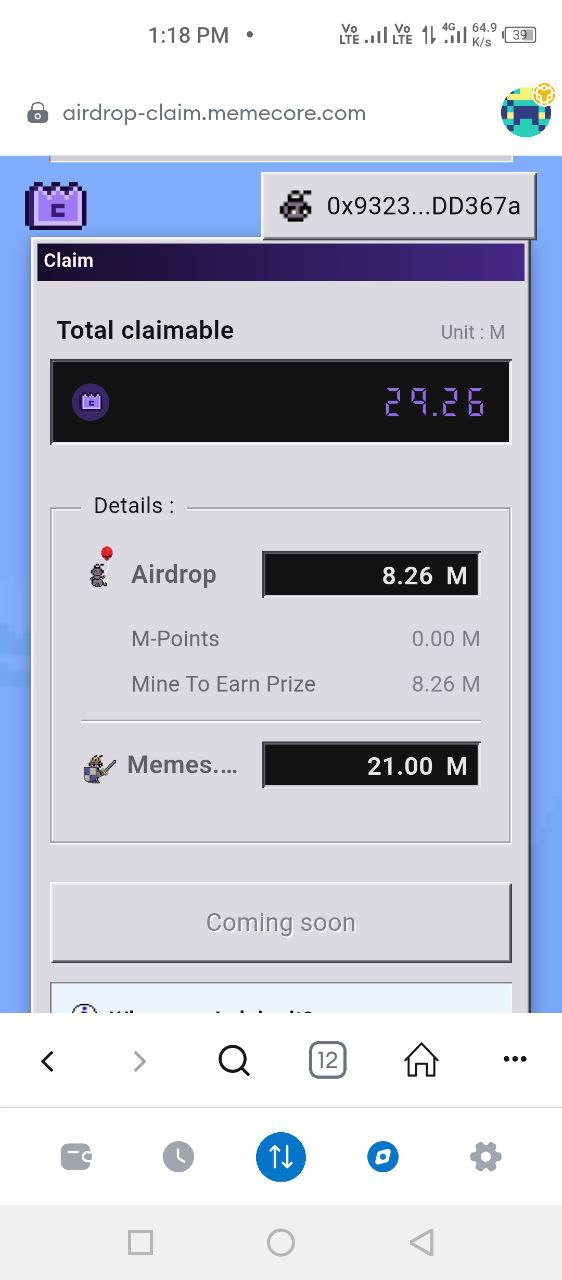 1:18 PM
Vo LTE Vo LTE 4G 64.9 K/s 39
airdrop-claim.memecore.com
0x9323...DD367a
Claim
Total claimable Unit : M
29.26
Details :
Airdrop 8.26 M
M-Points 0.00 M
Mine To Earn Prize 8.26 M
Memes.... 21.00 M
Coming soon
12